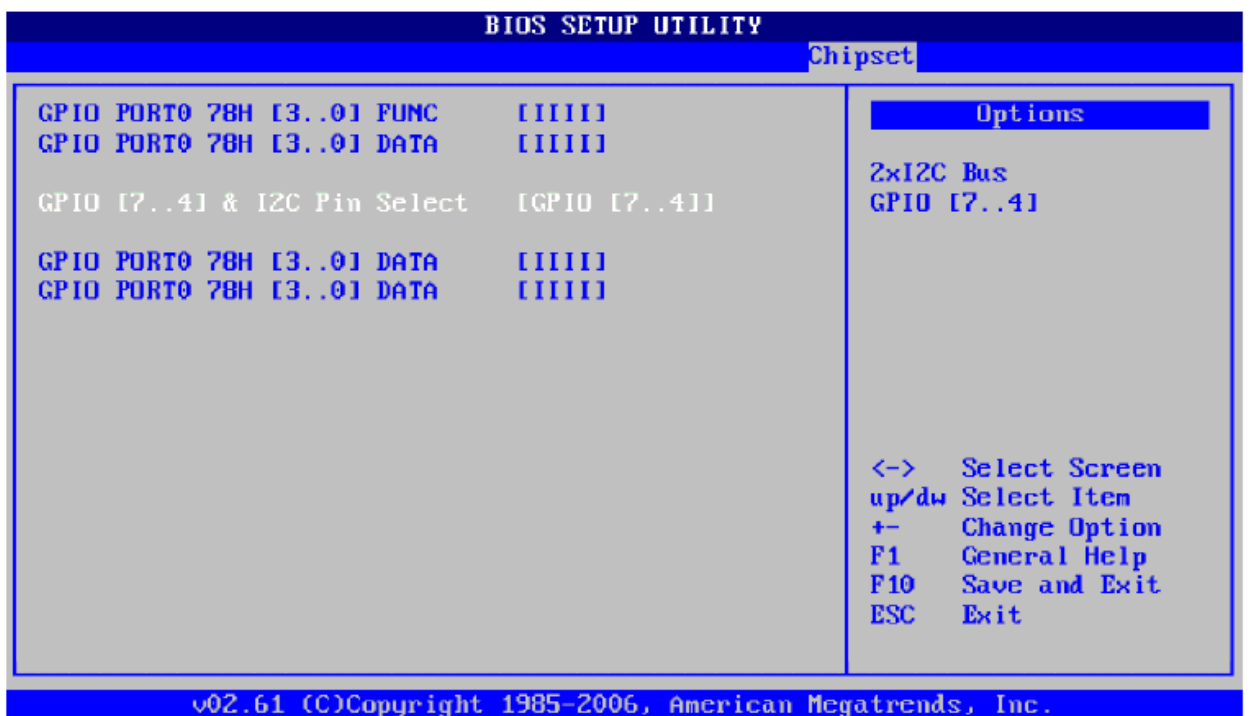 BIOS SETUP UTILITY
Chipset
GPIO PORT0 78H [3..0] FUNC [IIII]
GPIO PORT0 78H [3..0] DATA [IIII]
GPIO [7..4] & I2C Pin Select [GPIO [7..4]]
GPIO PORT0 78H [3..0] DATA [IIII]
GPIO PORT0 78H [3..0] DATA [IIII]
Options
2xI2C Bus
GPIO [7..4]
<-> Select Screen
up/dw Select Item
+- Change Option
F1 General Help
F10 Save and Exit
ESC Exit
v02.61 (C)Copyright 1985-2006, American Megatrends, Inc.